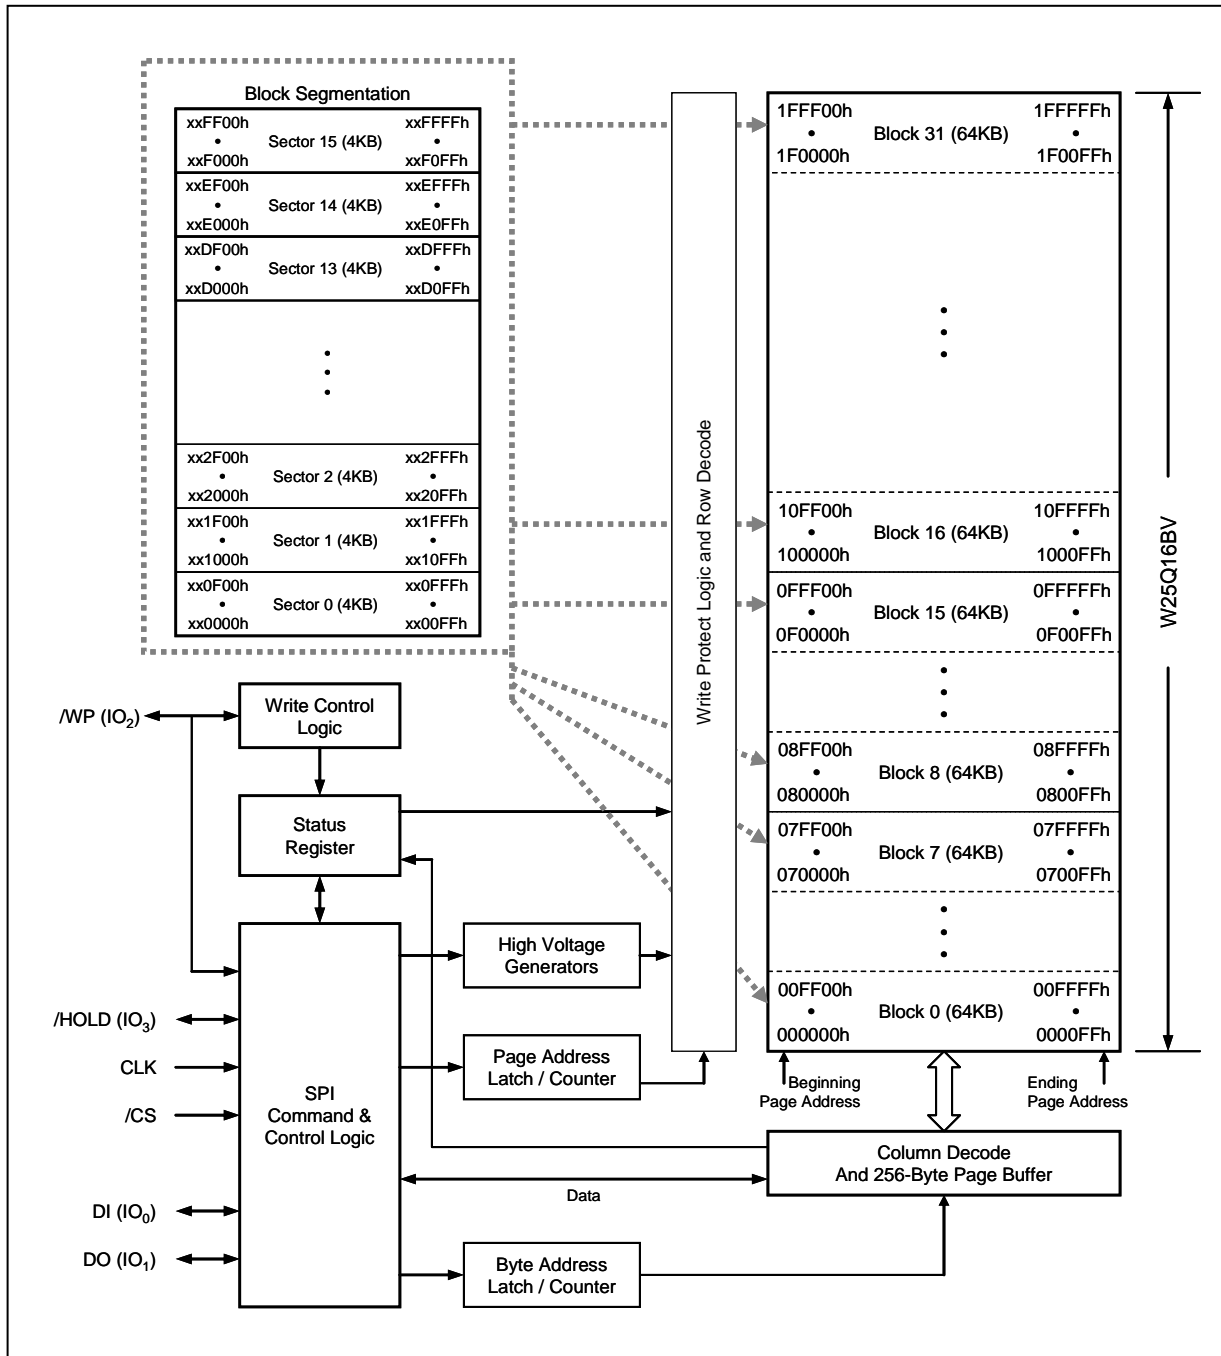 Block Segmentation
xxFF00h xxFFFFh
• Sector 15 (4KB) •
xxF000h xxF0FFh
xxEF00h xxEFFFh
• Sector 14 (4KB) •
xxE000h xxE0FFh
xxDF00h xxDFFFh
• Sector 13 (4KB) •
xxD000h xxD0FFh
xx2F00h xx2FFFh
• Sector 2 (4KB) •
xx2000h xx20FFh
xx1F00h xx1FFFh
• Sector 1 (4KB) •
xx1000h xx10FFh
xx0F00h xx0FFFh
• Sector 0 (4KB) •
xx0000h xx00FFh
Write Protect Logic and Row Decode
1FFF00h 1FFFFFh
• Block 31 (64KB) •
1F0000h 1F00FFh
10FF00h 10FFFFh
• Block 16 (64KB) •
100000h 1000FFh
0FFF00h 0FFFFFh
• Block 15 (64KB) •
0F0000h 0F00FFh
08FF00h 08FFFFh
• Block 8 (64KB) •
080000h 0800FFh
07FF00h 07FFFFh
• Block 7 (64KB) •
070000h 0700FFh
00FF00h 00FFFFh
• Block 0 (64KB) •
000000h 0000FFh
W25Q16BV
Beginning
Page Address
Ending
Page Address
/WP (IO2)
Write Control
Logic
Status
Register
High Voltage
Generators
/HOLD (IO3)
CLK
/CS
DI (IO0)
DO (IO1)
SPI
Command &
Control Logic
Page Address
Latch / Counter
Column Decode
And 256-Byte Page Buffer
Data
Byte Address
Latch / Counter